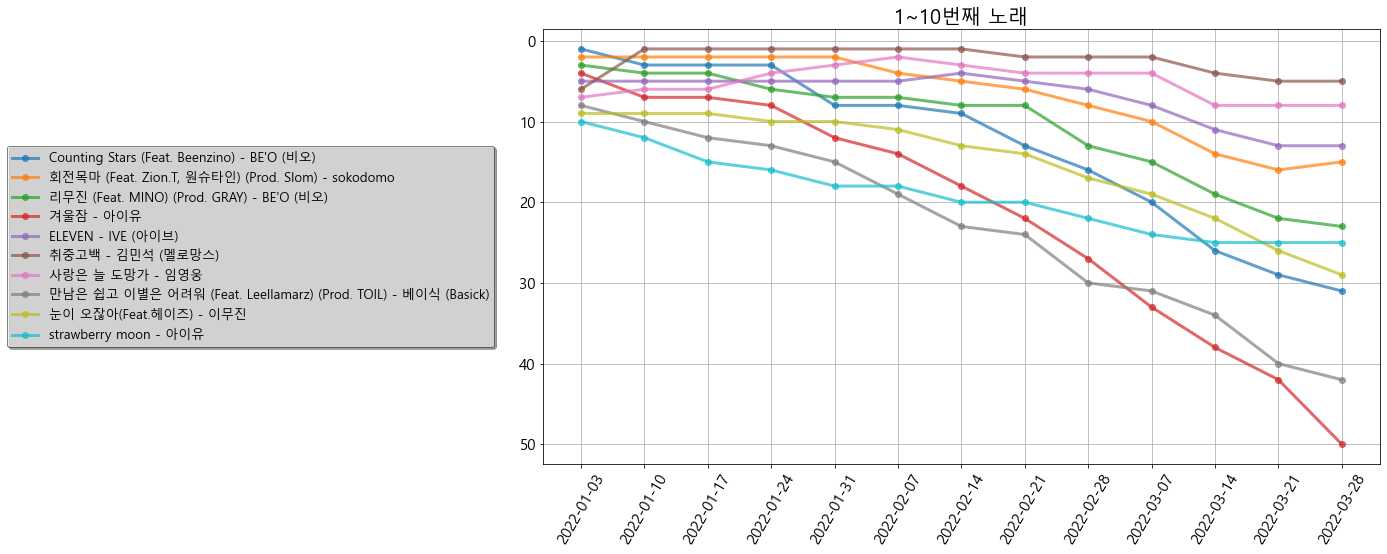 1~10번째 노래
Counting Stars (Feat. Beenzino) - BE'O (비오)
회전목마 (Feat. Zion.T, 원슈타인) (Prod. Slom) - sokodomo
리무진 (Feat. MINO) (Prod. GRAY) - BE'O (비오)
겨울잠 - 아이유
ELEVEN - IVE (아이브)
취중고백 - 김민석 (멜로망스)
사랑은 늘 도망가 - 임영웅
만남은 쉽고 이별은 어려워 (Feat. Leellamarz) (Prod. TOIL) - 베이식 (Basick)
눈이 오잖아(Feat.헤이즈) - 이무진
strawberry moon - 아이유
0
10
20
30
40
50
2022-01-03
2022-01-10
2022-01-17
2022-01-24
2022-01-31
2022-02-07
2022-02-14
2022-02-21
2022-02-28
2022-03-07
2022-03-14
2022-03-21
2022-03-28